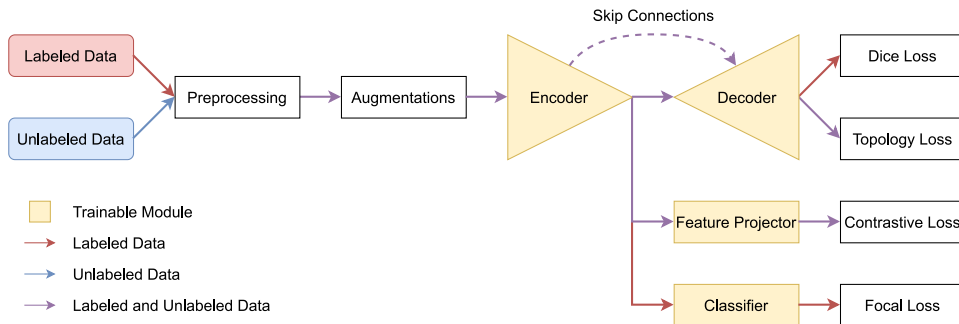 Skip Connections
Labeled Data
Unlabeled Data
Preprocessing
Augmentations
Encoder
Decoder
Dice Loss
Topology Loss
Feature Projector
Contrastive Loss
Classifier
Focal Loss
Trainable Module
Labeled Data
Unlabeled Data
Labeled and Unlabeled Data